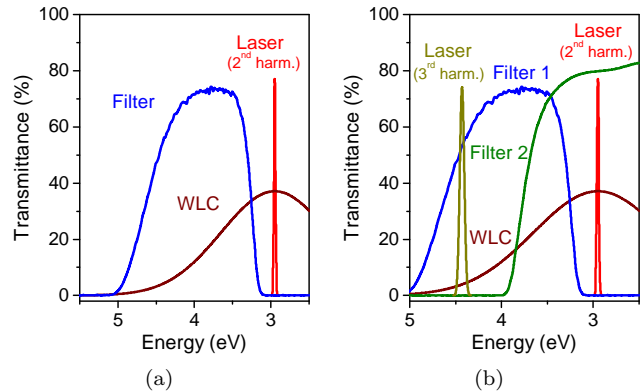 Transmittance (%)
100
80
60
40
20
0
5
4
3
Energy (eV)
Laser
(2nd harm.)
Filter
WLC
(a)
Transmittance (%)
100
80
60
40
20
0
5
4
3
Energy (eV)
Laser
(3rd harm.)
Laser
(2nd harm.)
Filter 1
Filter 2
WLC
(b)